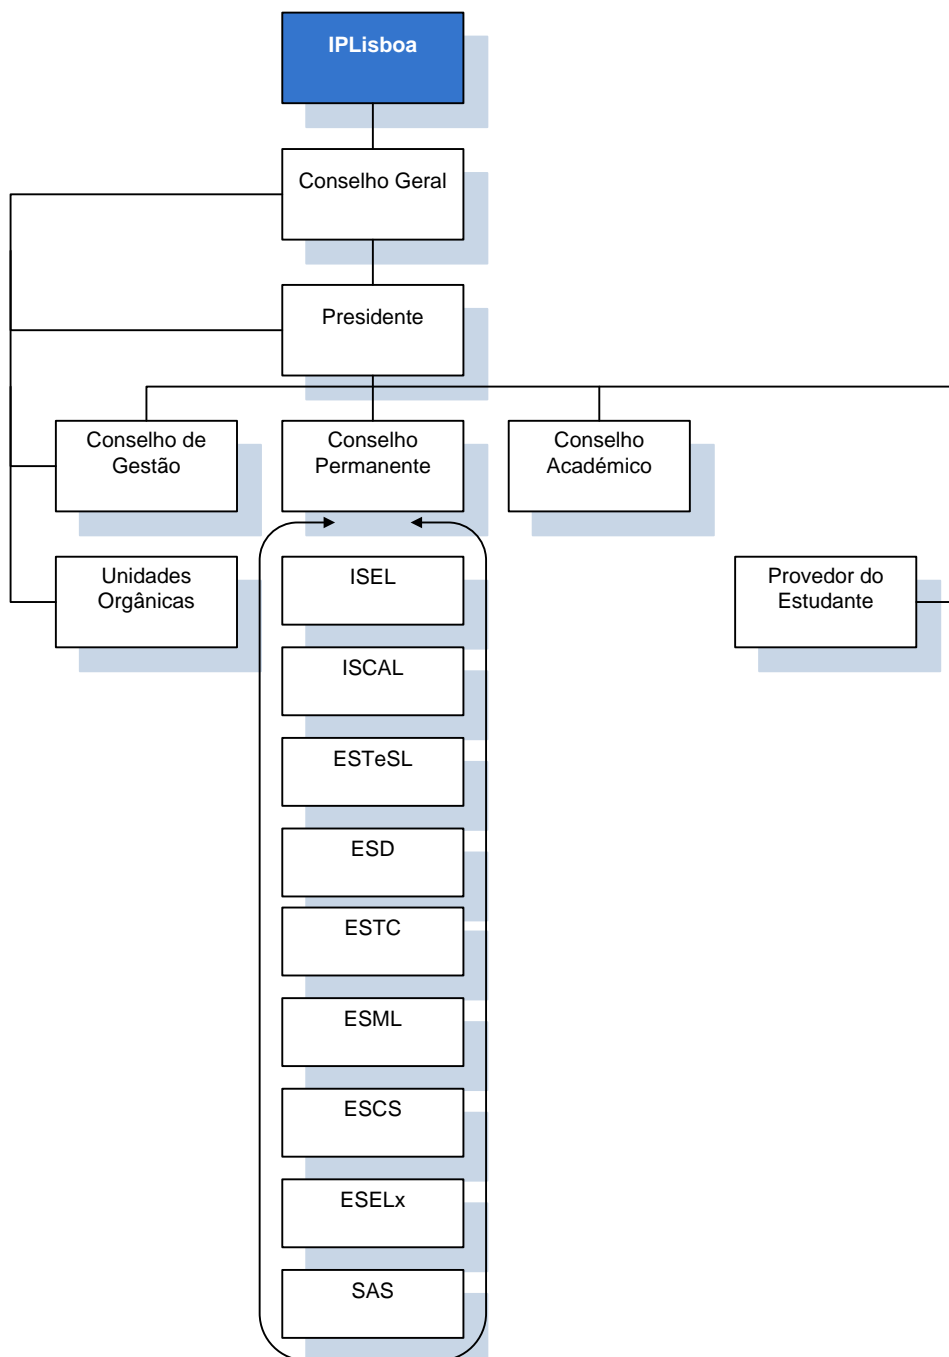 IPLisboa
Conselho Geral
Presidente
Conselho de
Gestão
Conselho
Permanente
Conselho
Académico
Unidades
Orgânicas
ISEL
Provedor do
Estudante
ISCAL
ESTeSL
ESD
ESTC
ESML
ESCS
ESELx
SAS